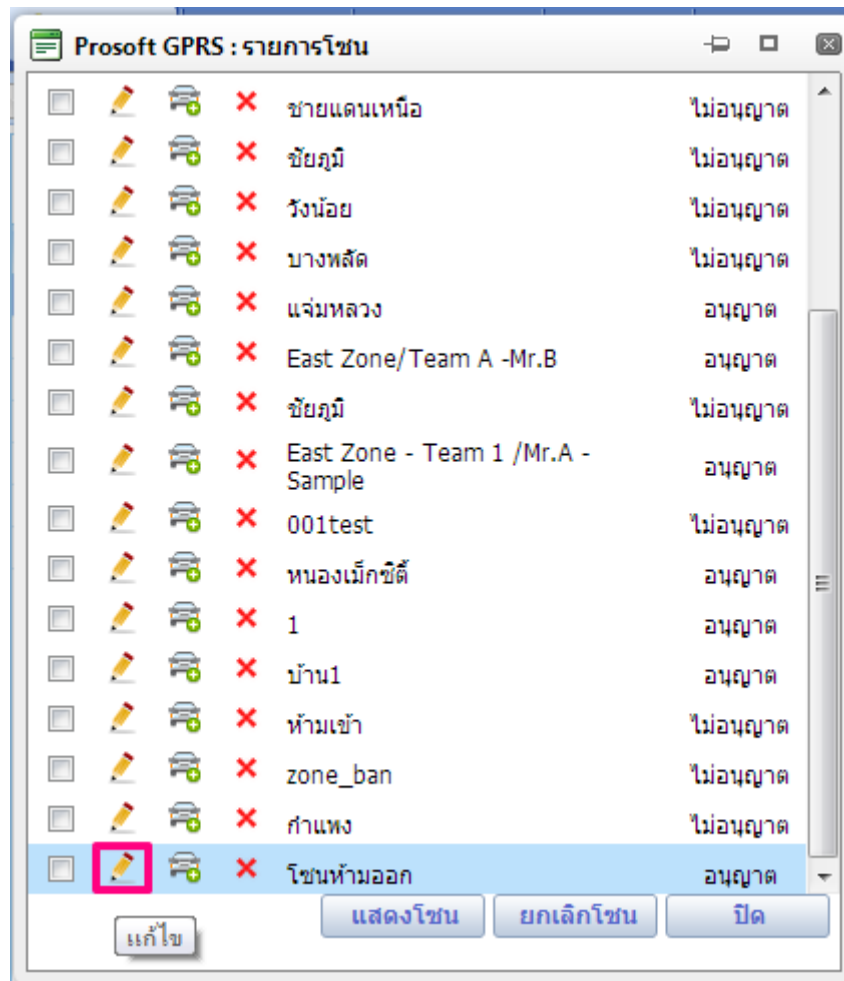 Prosoft GPRS : รายการโซน
ชายแดนเหนือ ไม่อนุญาต
ชัยภูมิ ไม่อนุญาต
วังน้อย ไม่อนุญาต
บางพลัด ไม่อนุญาต
แจ่มหลวง อนุญาต
East Zone/Team A -Mr.B อนุญาต
ชัยภูมิ ไม่อนุญาต
East Zone - Team 1 /Mr.A -
Sample อนุญาต
001test ไม่อนุญาต
หนองเม็กซิตี้ อนุญาต
1 อนุญาต
บ้าน1 อนุญาต
ห้ามเข้า ไม่อนุญาต
zone_ban ไม่อนุญาต
กำแพง ไม่อนุญาต
โซนห้ามออก อนุญาต
แสดงโซน ยกเลิกโซน ปิด
แก้ไข